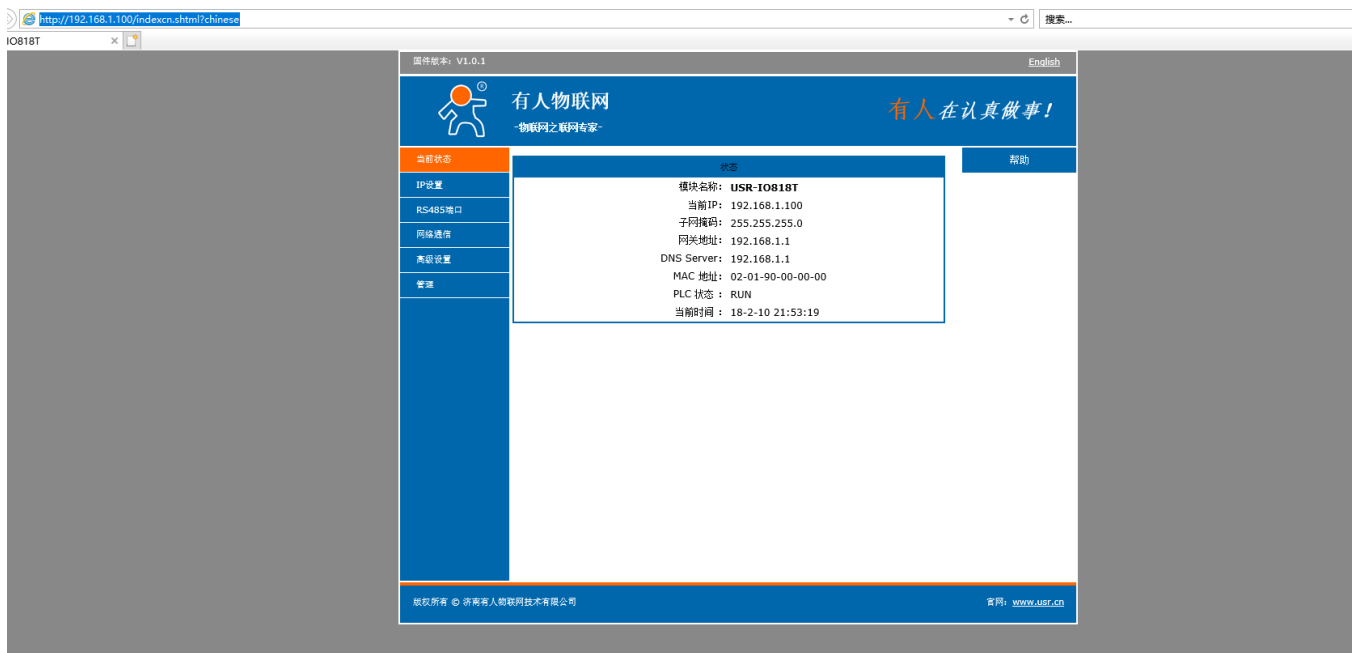 http://192.168.1.100/indexcn.shtml?chinese
搜索...
IO818T
固件版本：V1.0.1
English
®
有人物联网
-物联网之联网专家-
有人在认真做事!
当前状态
IP设置
RS485端口
网络通信
高级设置
管理
状态
模块名称： USR-IO818T
当前IP： 192.168.1.100
子网掩码： 255.255.255.0
网关地址： 192.168.1.1
DNS Server： 192.168.1.1
MAC 地址： 02-01-90-00-00-00
PLC 状态 ： RUN
当前时间 ： 18-2-10 21:53:19
帮助
版权所有 © 济南有人物联网技术有限公司
官网：www.usr.cn